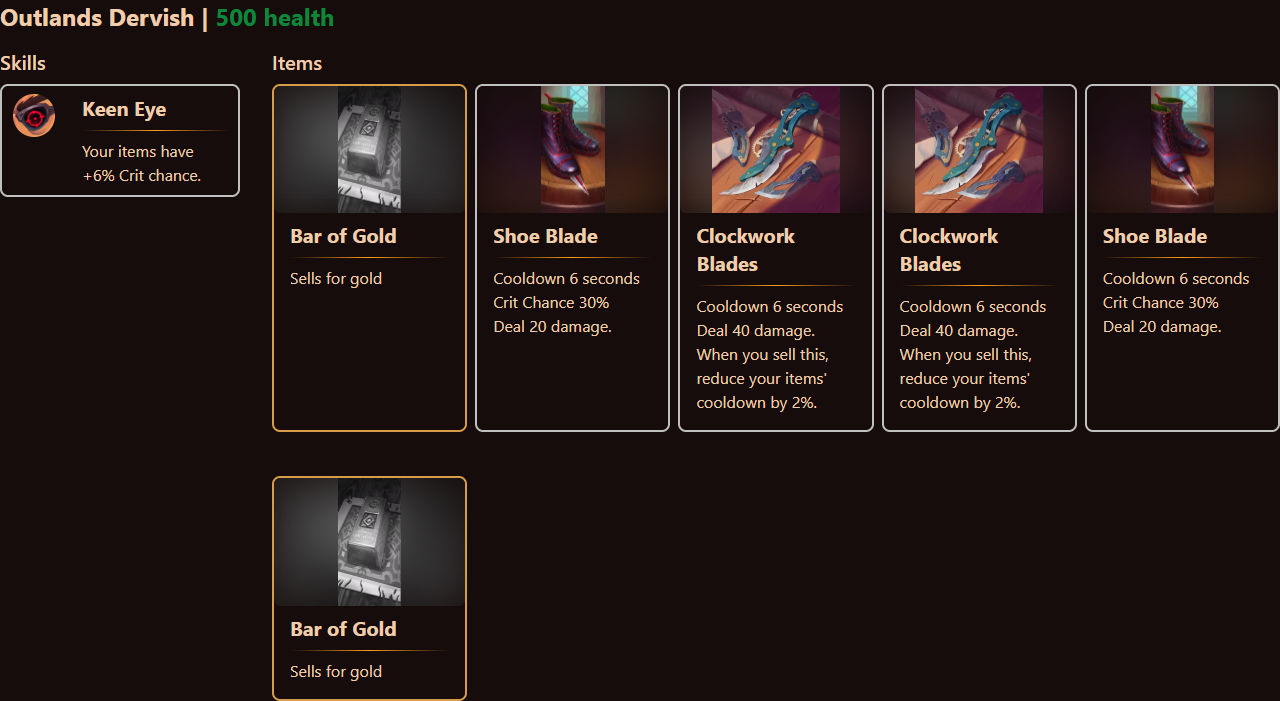 Outlands Dervish | 500 health
Skills
Keen Eye
Your items have
+6% Crit chance.
Items
Bar of Gold
Sells for gold
Shoe Blade
Cooldown 6 seconds
Crit Chance 30%
Deal 20 damage.
Clockwork
Blades
Cooldown 6 seconds
Deal 40 damage.
When you sell this,
reduce your items'
cooldown by 2%.
Clockwork
Blades
Cooldown 6 seconds
Deal 40 damage.
When you sell this,
reduce your items'
cooldown by 2%.
Shoe Blade
Cooldown 6 seconds
Crit Chance 30%
Deal 20 damage.
Bar of Gold
Sells for gold